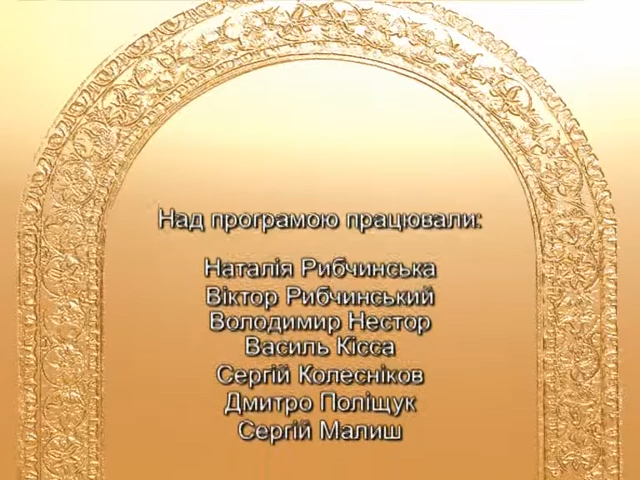 Над програмою працювали:
Наталія Рибчинська
Віктор Рибчинський
Володимир Нестор
Василь Кісса
Сергій Колесніков
Дмитро Поліщук
Сергій Малиш